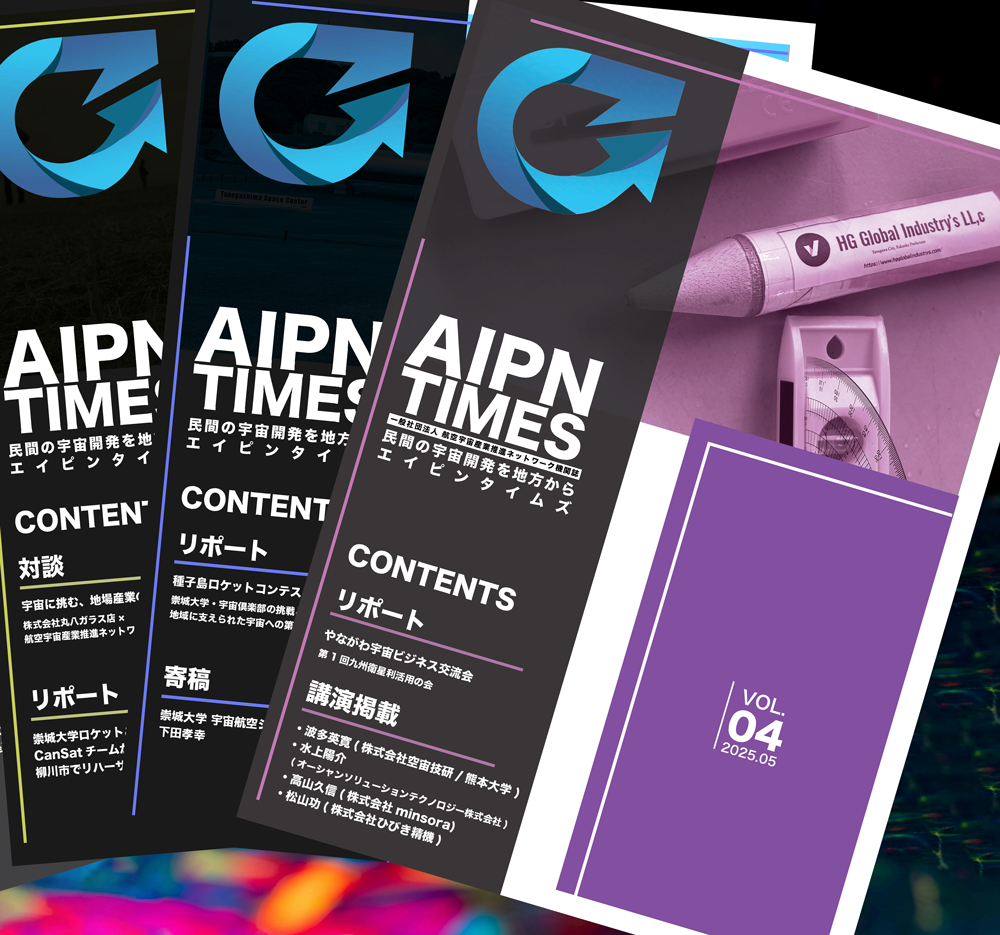 AIPN
TIMES
民間の宇宙開発を地
エイピンタイ
CONTENT
対談
宇宙に挑む、地場産業
株式会社丸八ガラス店 ×
航空宇宙産業推進ネットワ
リポート
崇城大学ロケット
CanSat チームが
柳川市でリハーサ
Tanegashima Space Center
AIPN
TIMES
民間の宇宙開発を地方
エイピンタイ
CONTENT
リポート
種子島ロケットコンテス
崇城大学・宇宙倶楽部の挑戦
地域に支えられた宇宙への第
寄稿
崇城大学 宇宙航空シ
下田孝幸
AIPN
TIMES
一般社団法人 航空宇宙産業推進ネットワーク機関誌
民間の宇宙開発を地方から
エイピンタイムズ
CONTENTS
リポート
やながわ宇宙ビジネス交流会
第1回九州衛星利活用の会
講演掲載
・波多英寛 ( 株式会社空技研 / 熊本大学 )
・水上陽介
( オーシャンソリューションテクノロジー株式会社 )
・高山久信 ( 株式会社 minsora)
・松山功 ( 株式会社ひびき精機 )
HG Global Industry's LL,c
https://www.hgglobalindustrys.com/
VOL.
04
2025.05